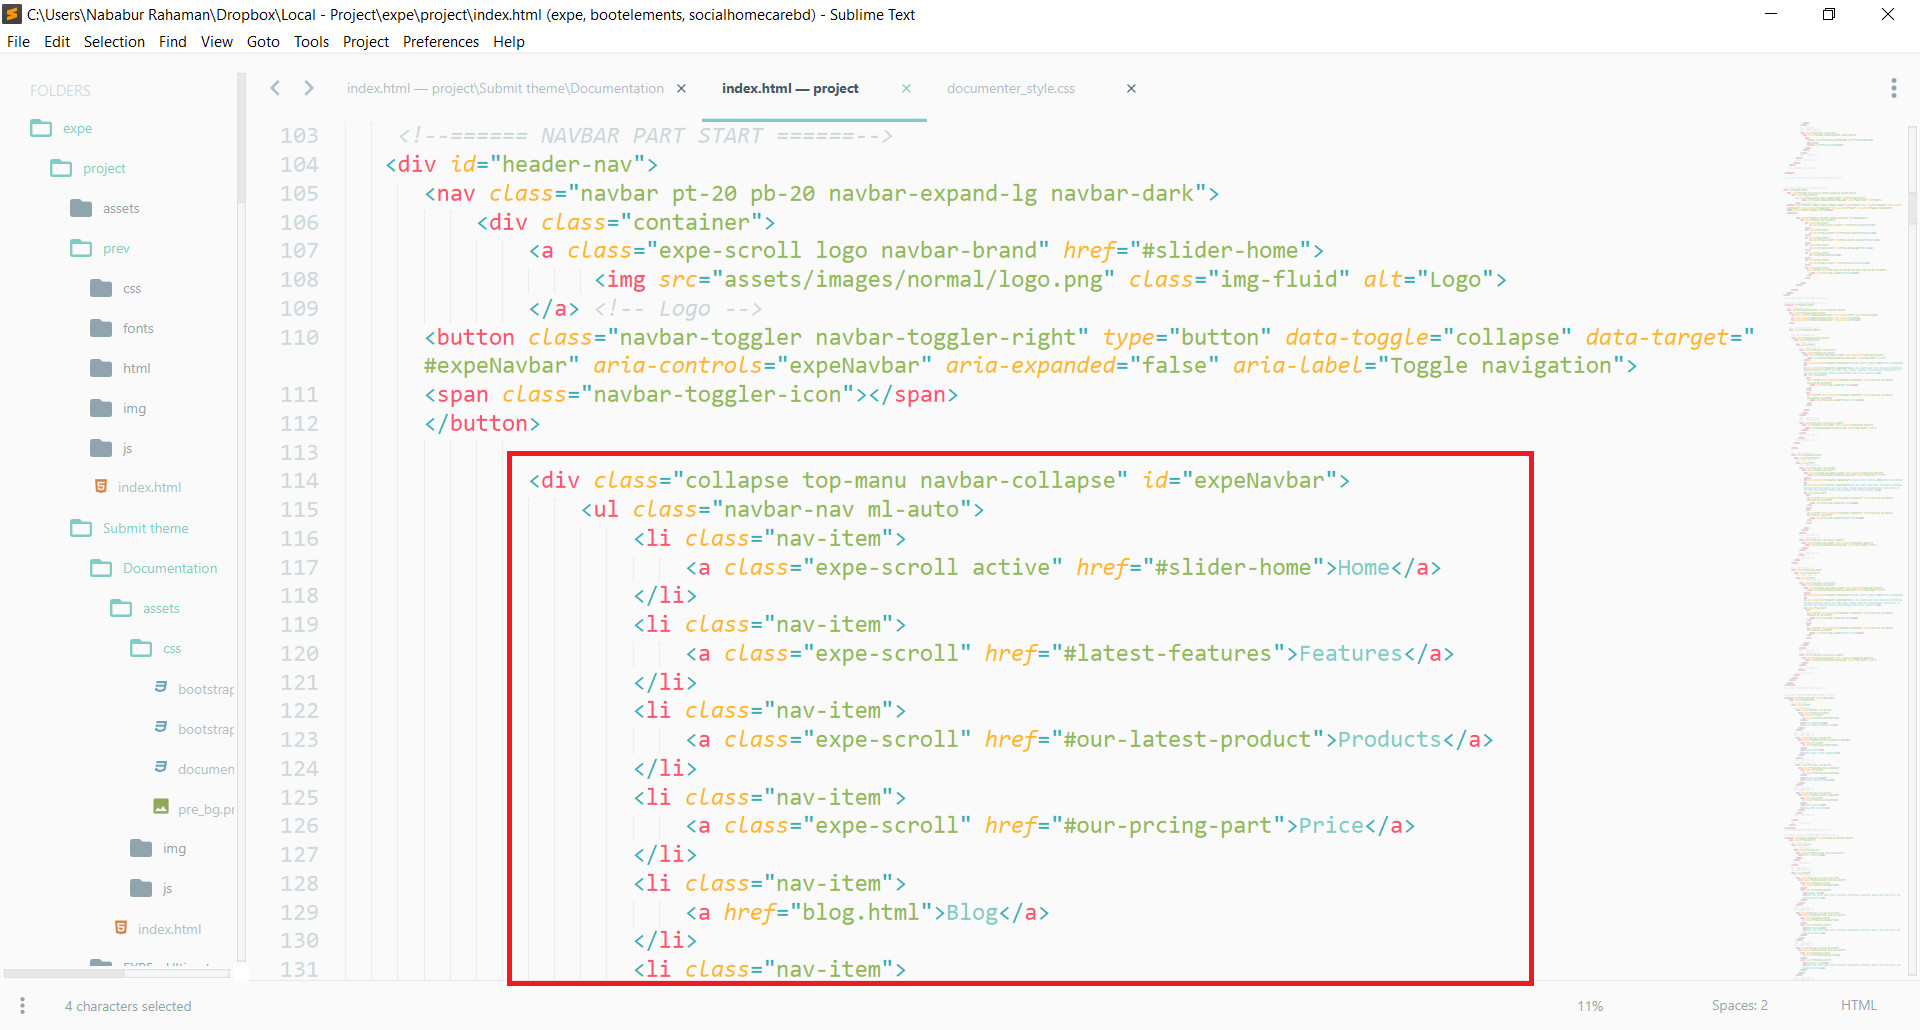 C:\Users\Nababur Rahaman\Dropbox\Local - Project\expe\project\index.html (expe, bootelements, socialhomecarebd) - Sublime Text
File Edit Selection Find View Goto Tools Project Preferences Help
FOLDERS
expe
project
assets
prev
css
fonts
html
img
js
index.html
Submit theme
Documentation
assets
css
bootstrap
bootstrap
documen
pre_bg.pr
img
js
index.html
index.html — project\Submit theme\Documentation
index.html — project
documenter_style.css
103 <!--====== NAVBAR PART START ======-->
104 <div id="header-nav">
105 <nav class="navbar pt-20 pb-20 navbar-expand-lg navbar-dark">
106 <div class="container">
107 <a class="expe-scroll logo navbar-brand" href="#slider-home">
108 <img src="assets/images/normal/logo.png" class="img-fluid" alt="Logo">
109 </a> <!-- Logo -->
110 <button class="navbar-toggler navbar-toggler-right" type="button" data-toggle="collapse" data-target="
#expeNavbar" aria-controls="expeNavbar" aria-expanded="false" aria-label="Toggle navigation">
111 <span class="navbar-toggler-icon"></span>
112 </button>
113
114 <div class="collapse top-manu navbar-collapse" id="expeNavbar">
115 <ul class="navbar-nav ml-auto">
116 <li class="nav-item">
117 <a class="expe-scroll active" href="#slider-home">Home</a>
118 </li>
119 <li class="nav-item">
120 <a class="expe-scroll" href="#latest-features">Features</a>
121 </li>
122 <li class="nav-item">
123 <a class="expe-scroll" href="#our-latest-product">Products</a>
124 </li>
125 <li class="nav-item">
126 <a class="expe-scroll" href="#our-prcing-part">Price</a>
127 </li>
128 <li class="nav-item">
129 <a href="blog.html">Blog</a>
130 </li>
131 <li class="nav-item">
4 characters selected
11%
Spaces: 2
HTML